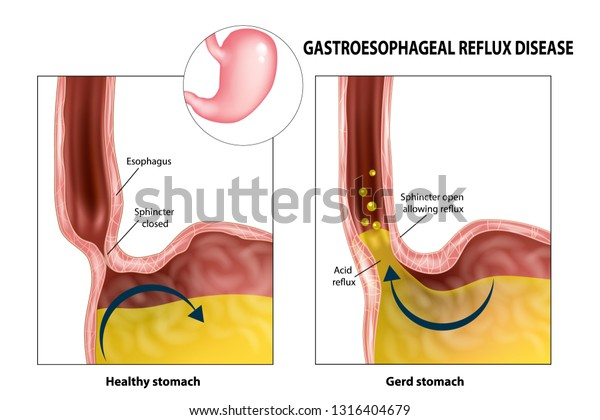 GASTROESOPHAGEAL REFLUX DISEASE
Esophagus
Sphincter
closed
Healthy stomach
Sphincter open
allowing reflux
Acid
reflux
Gerd stomach
shutterstock
shutterstock.com · 1316404679